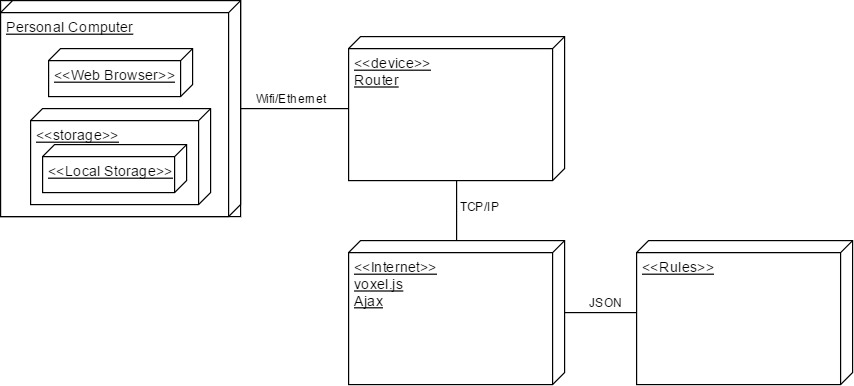 Personal Computer
<<Web Browser>>
<<storage>>
<<Local Storage>>
Wifi/Ethernet
<<device>>
Router
TCP/IP
<<Internet>>
voxel.js
Ajax
JSON
<<Rules>>